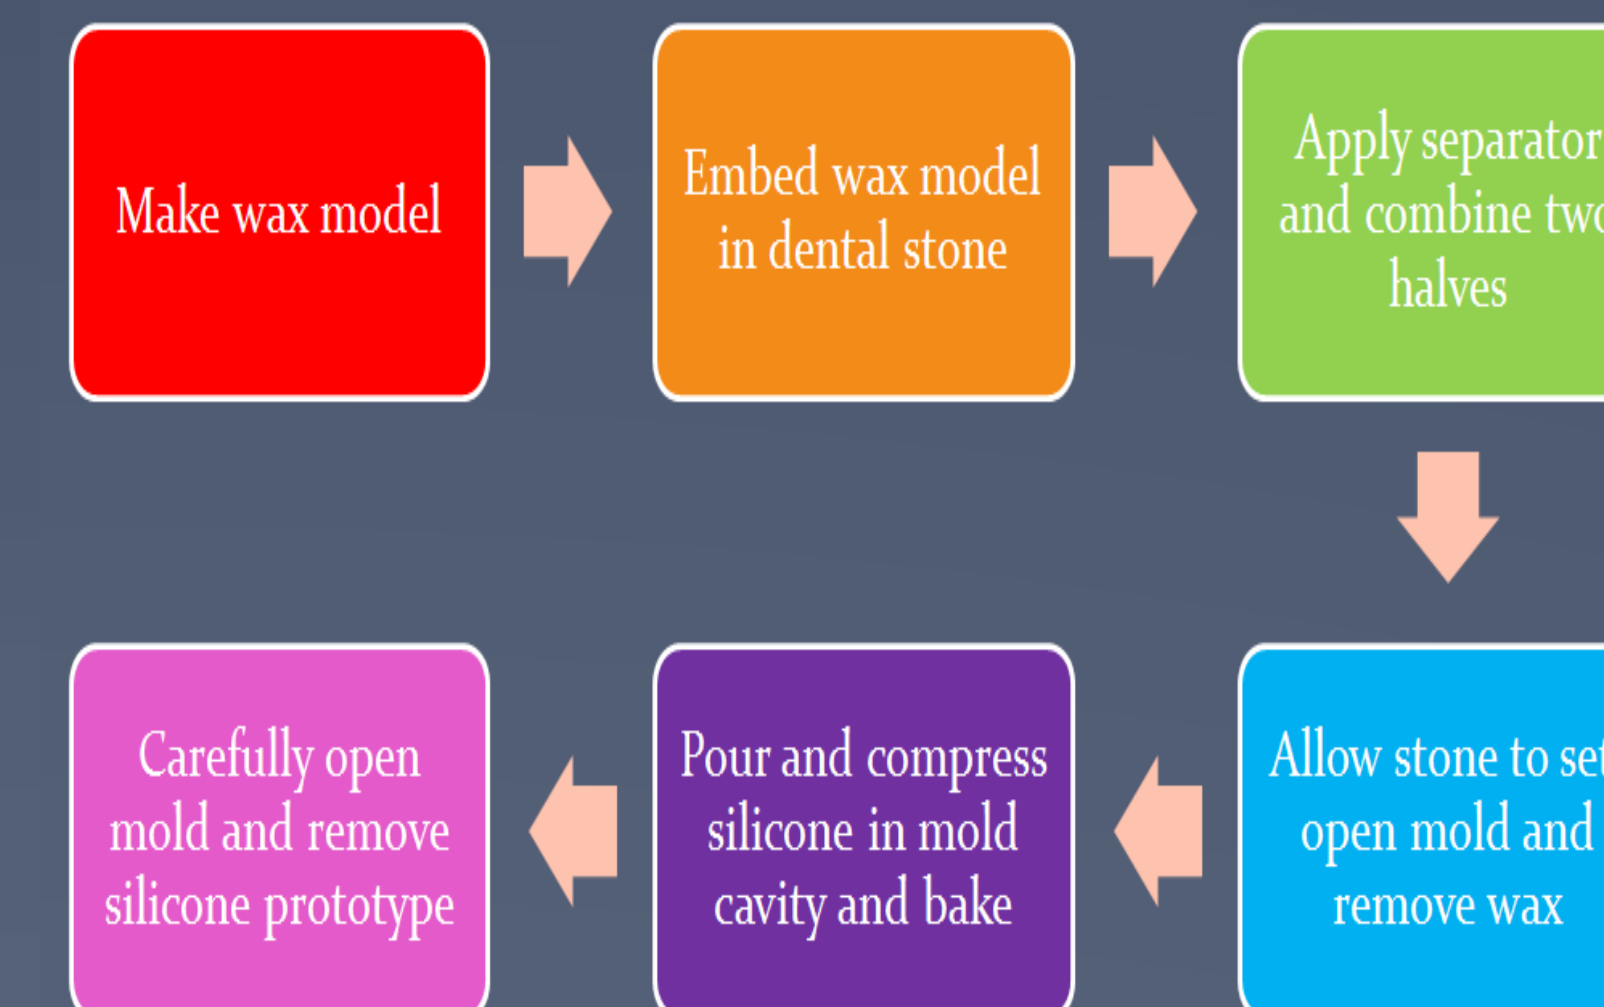 Make wax model
Embed wax model
in dental stone
Apply separator
and combine two
halves
Allow stone to set
open mold and
remove wax
Pour and compress
silicone in mold
cavity and bake
Carefully open
mold and remove
silicone prototype